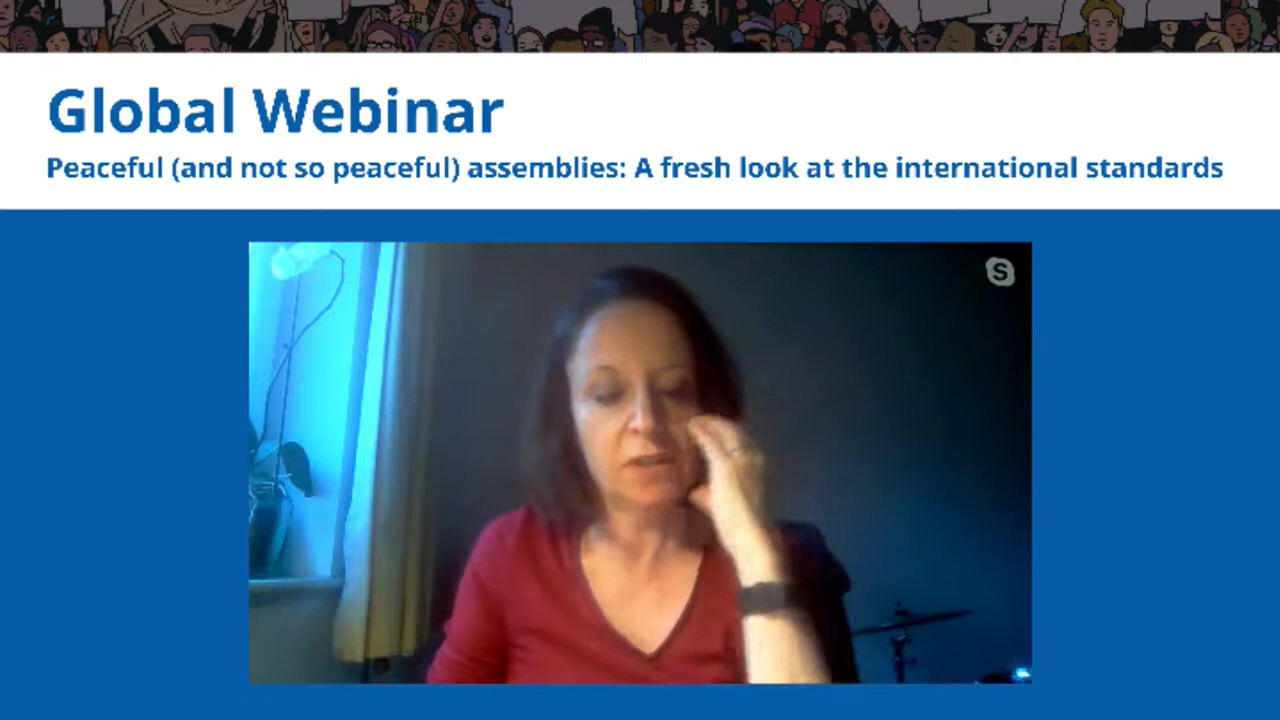 Global Webinar
Peaceful (and not so peaceful) assemblies: A fresh look at the international standards
S